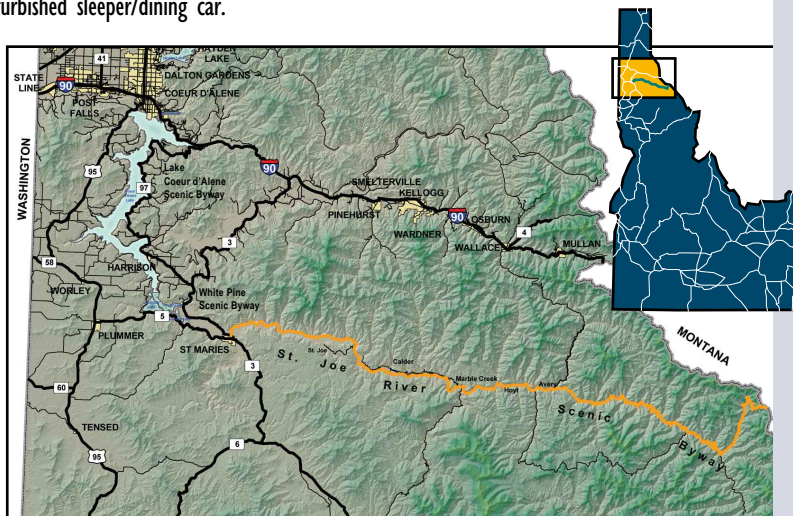 furbished sleeper/dining car.
HAYDEN
LAKE
41
DALTON GARDENS
STATE
LINE
90
COEUR D'ALENE
POST
FALLS
WASHINGTON
95
97
Lake
Coeur d'Alene
Scenic Byway
90
SMELTERVILLE
KELLOGG
PINEHURST
90
OSBURN
WARDNER
WALLACE
4
MULLAN
3
58
HARRISON
WORLEY
White Pine
Scenic Byway
5
PLUMMER
ST MARIES
3
MONTANA
St. Joe
Calder
Marble Creek
Hoyt
Avery
St. Joe
River
Scenic
Byway
60
TENSED
95
6